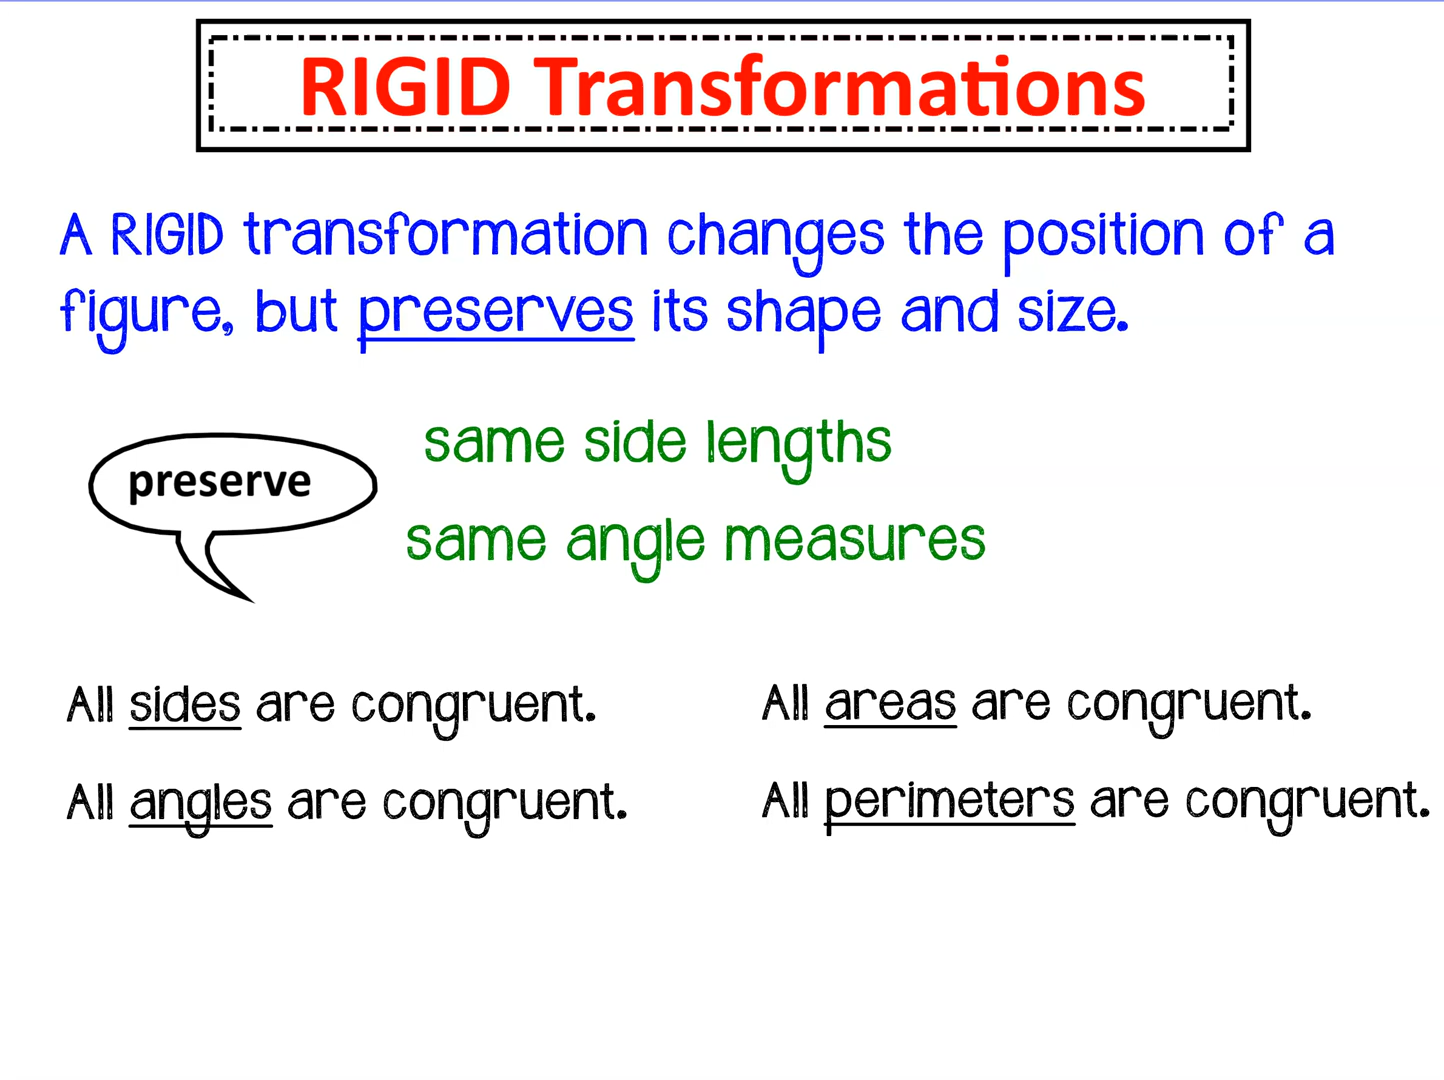 RIGID Transformations
A RIGID transformation changes the position of a
figure, but preserves its shape and size.
preserve
same side lengths
same angle measures
All sides are congruent.
All areas are congruent.
All angles are congruent.
All perimeters are congruent.